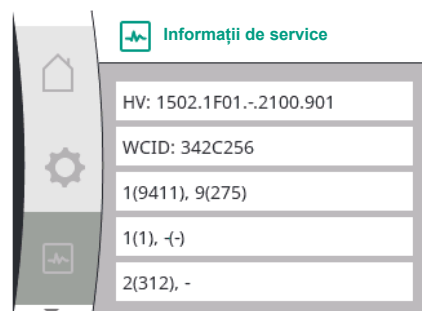 Informații de service
HV: 1502.1F01.-.2100.901
WCID: 342C256
1(9411), 9(275)
1(1), -(-)
2(312), -